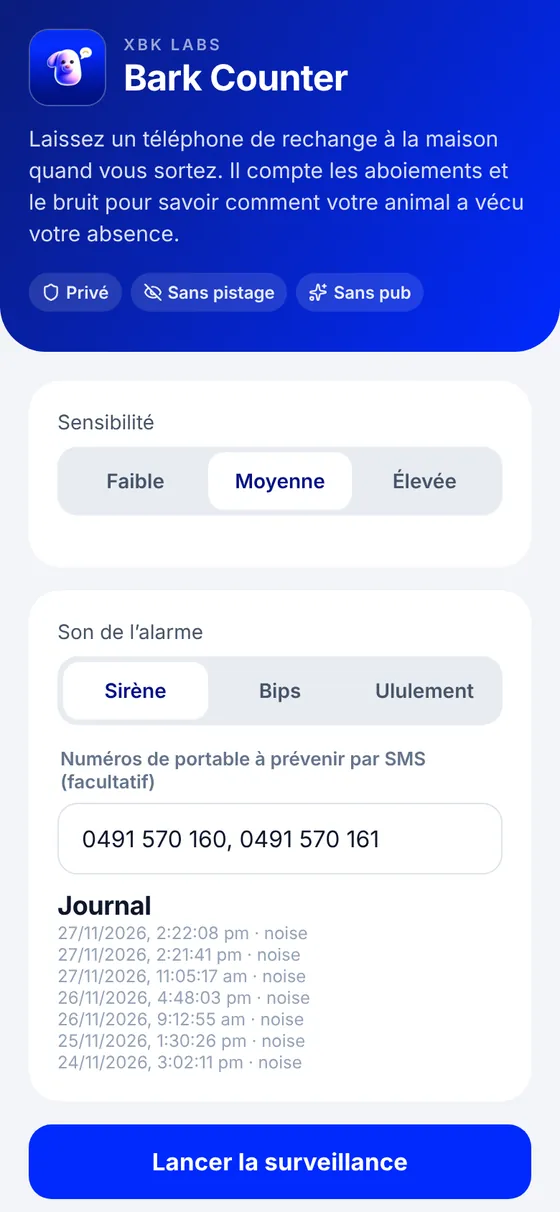 XBK LABS
Bark Counter
Laissez un téléphone de rechange à la maison
quand vous sortez. Il compte les aboiements et
le bruit pour savoir comment votre animal a vécu
votre absence.
Privé
Sans pistage
Sans pub
Sensibilité
Faible
Moyenne
Élevée
Son de l’alarme
Sirène
Bips
Ululement
Numéros de portable à prévenir par SMS
(facultatif)
0491 570 160, 0491 570 161
Journal
27/11/2026, 2:22:08 pm · noise
27/11/2026, 2:21:41 pm · noise
27/11/2026, 11:05:17 am · noise
26/11/2026, 4:48:03 pm · noise
26/11/2026, 9:12:55 am · noise
25/11/2026, 1:30:26 pm · noise
24/11/2026, 3:02:11 pm · noise
Lancer la surveillance